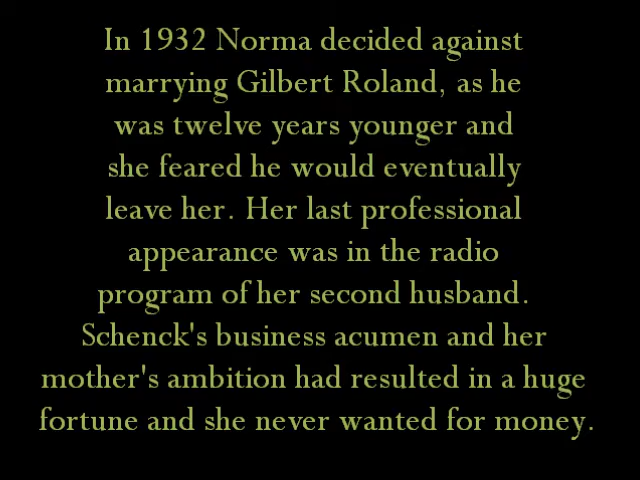 In 1932 Norma decided against
marrying Gilbert Roland, as he
was twelve years younger and
she feared he would eventually
leave her. Her last professional
appearance was in the radio
program of her second husband.
Schenck's business acumen and her
mother's ambition had resulted in a huge
fortune and she never wanted for money.